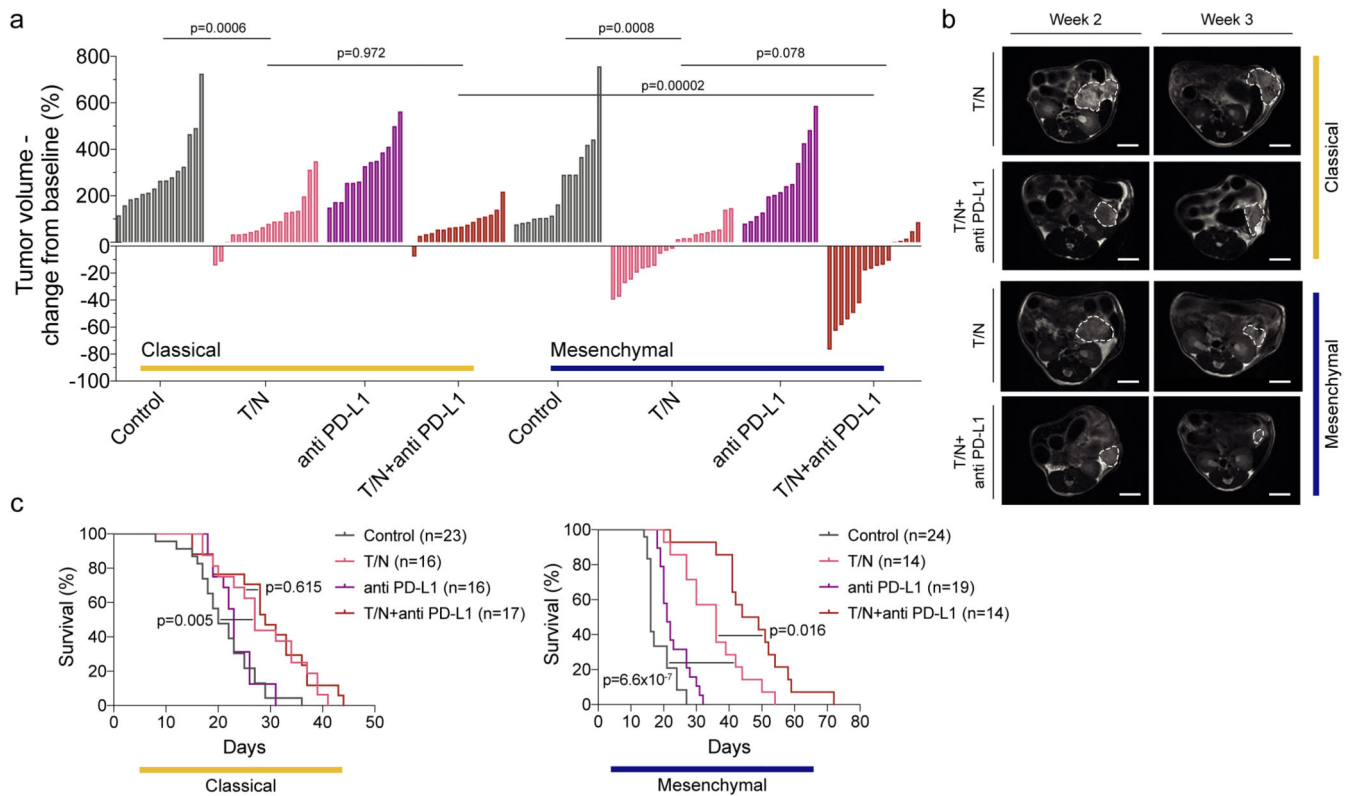 a
p=0.0006
p=0.0008
p=0.972
p=0.078
p=0.00002
Tumor volume -
change from baseline (%)
800
600
400
200
0
-20
-40
-60
-80
-100
Classical
Mesenchymal
Control
T/N
anti PD-L1
T/N+anti PD-L1
Control
T/N
anti PD-L1
T/N+anti PD-L1
b
Week 2
Week 3
T/N
T/N+
anti PD-L1
Classical
T/N
T/N+
anti PD-L1
Mesenchymal
c
Survival (%)
100
80
60
40
20
0
p=0.615
p=0.005
Control (n=23)
T/N (n=16)
anti PD-L1 (n=16)
T/N+anti PD-L1 (n=17)
0 10 20 30 40 50
Days
Classical
Survival (%)
100
80
60
40
20
0
Control (n=24)
T/N (n=14)
anti PD-L1 (n=19)
T/N+anti PD-L1 (n=14)
p=0.016
p=6.6x10⁻⁷
0 10 20 30 40 50 60 70 80
Days
Mesenchymal